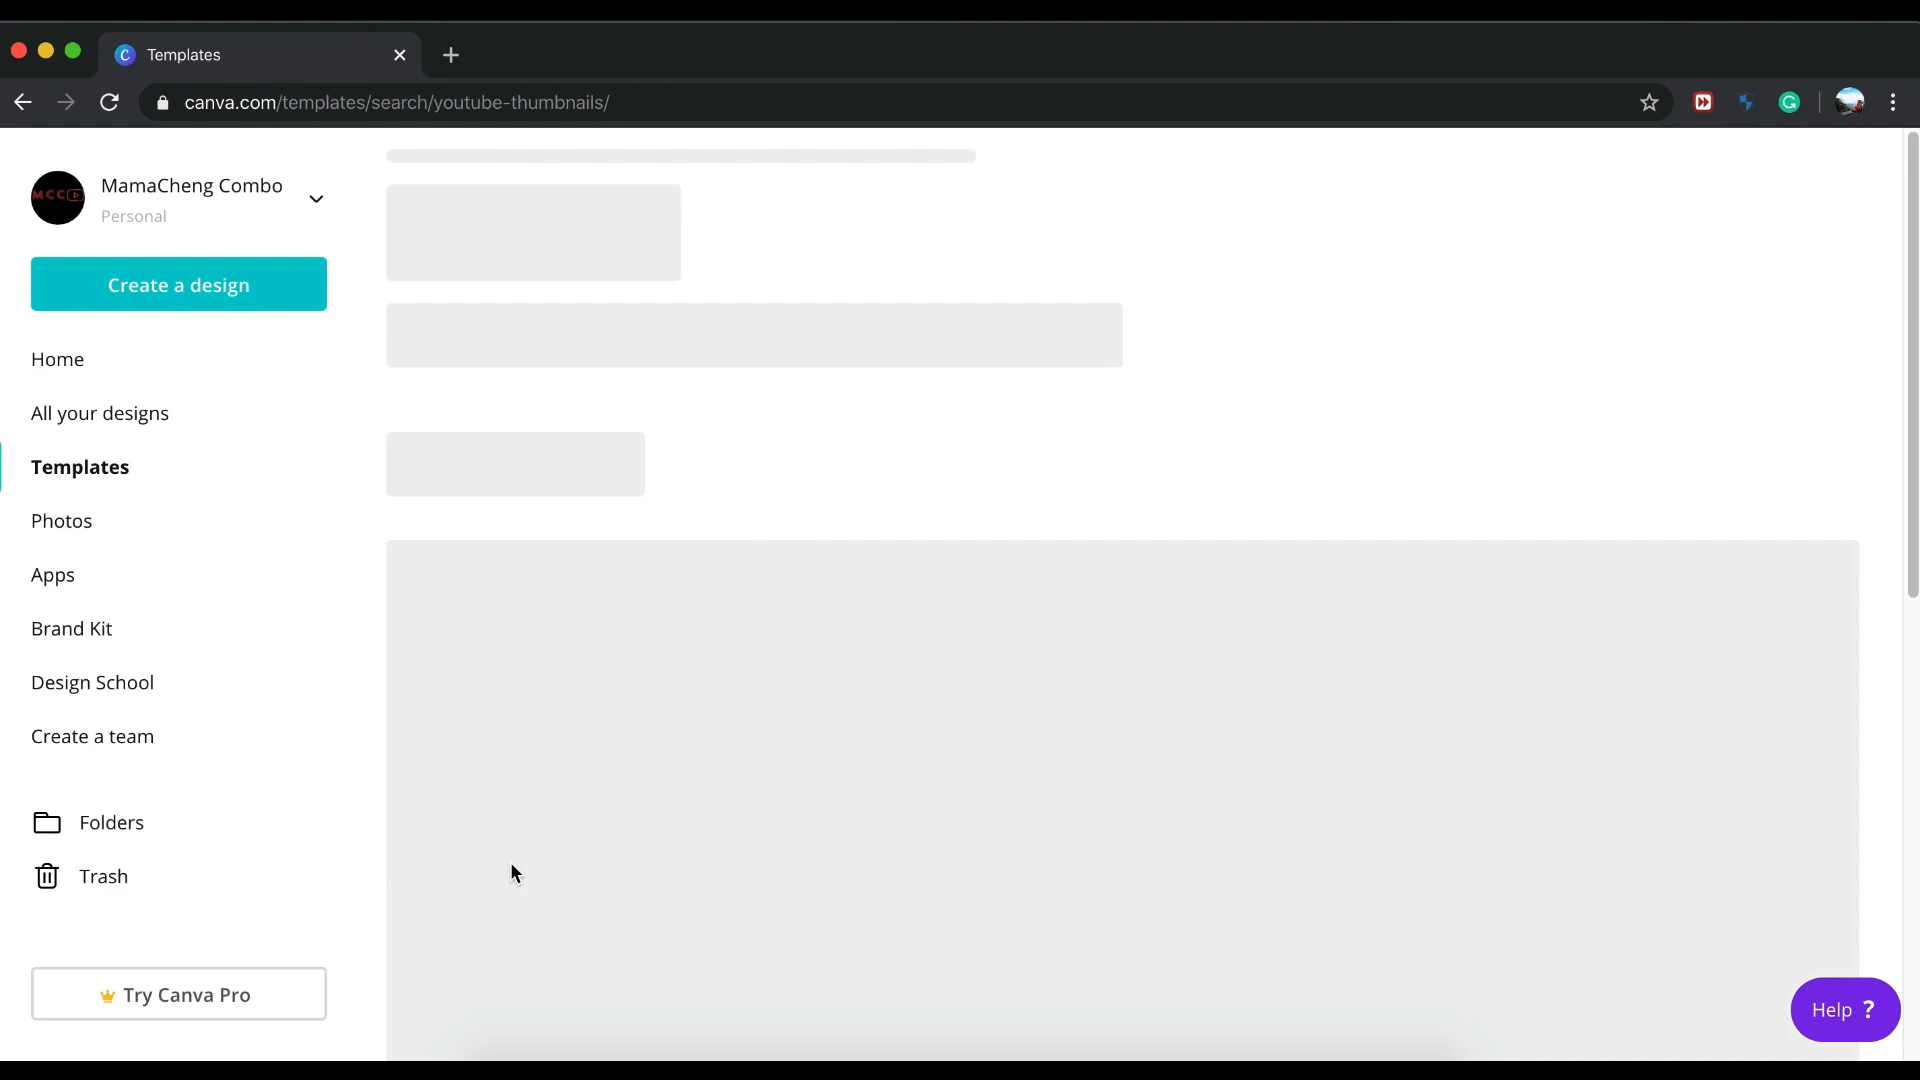 Templates
canva.com/templates/search/youtube-thumbnails/
MCC
MamaCheng Combo
Personal
Create a design
Home
All your designs
Templates
Photos
Apps
Brand Kit
Design School
Create a team
Folders
Trash
Try Canva Pro
Help ?